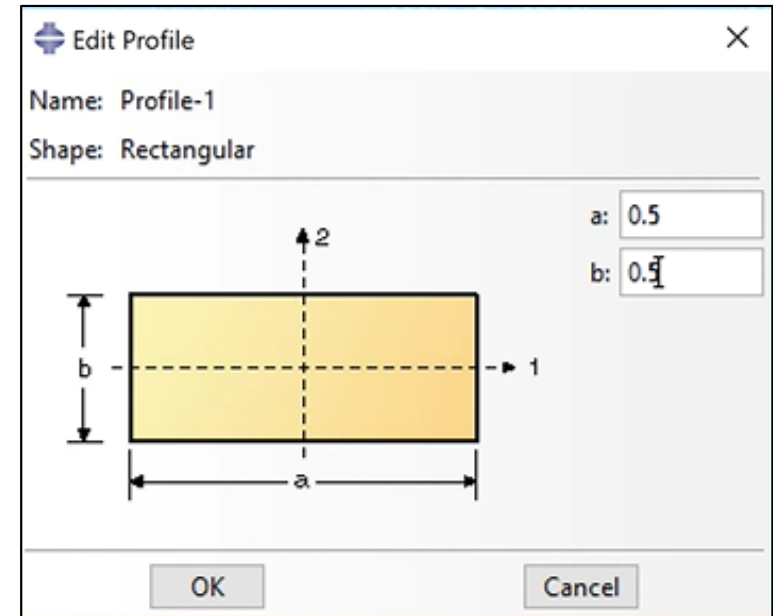 Edit Profile
Name: Profile-1
Shape: Rectangular
a: 0.5
b: 0.5
2
b
1
a
OK Cancel